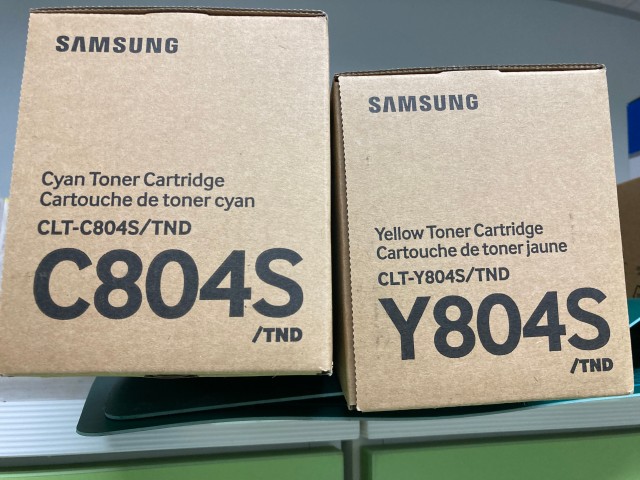 SAMSUNG
Cyan Toner Cartridge
Cartouche de toner cyan
CLT-C804S/TND
C804S
/TND
SAMSUNG
Yellow Toner Cartridge
Cartouche de toner jaune
CLT-Y804S/TND
Y804S
/TND